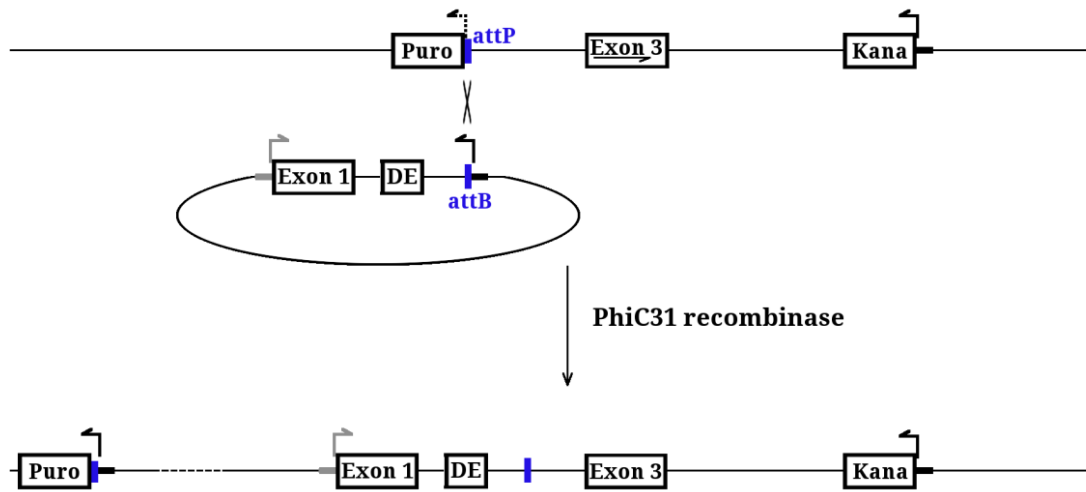 attP
Puro
Exon 3
Kana
Exon 1
DE
attB
PhiC31 recombinase
Puro
Exon 1
DE
Exon 3
Kana